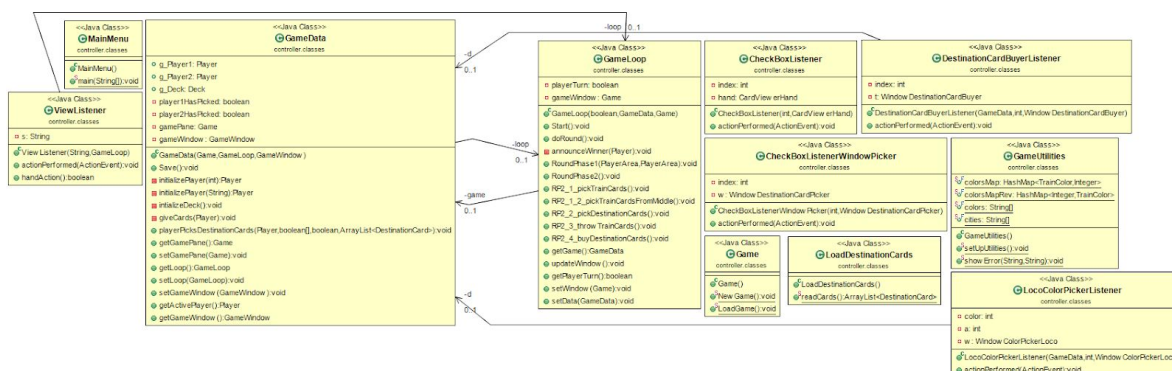 <<Java Class>>
MainMenu
controller.classes
MainMenu()
main(String[]):void
<<Java Class>>
ViewListener
controller.classes
s: String
View Listener(String,GameLoop)
actionPerformed(ActionEvent):void
handAction():boolean
<<Java Class>>
GameData
controller.classes
g_Player1: Player
g_Player2: Player
g_Deck: Deck
player1HasPicked: boolean
player2HasPicked: boolean
gamePane: Game
gameWindow : GameWindow
GameData(Game,GameLoop,GameWindow )
Save():void
initializePlayer(int):Player
initializePlayer(String):Player
intializeDeck():void
giveCards(Player):void
playerPicksDestinationCards(Player,boolean[],boolean,ArrayList<DestinationCard>):void
getGamePane():Game
setGamePane(Game):void
getLoop():GameLoop
setLoop(GameLoop):void
setGameWindow (GameWindow ):void
getActivePlayer():Player
getGameWindow ():GameWindow
-loop
0..1
-d
0..1
-loop
0..1
-game
0..1
-d
0..1
<<Java Class>>
GameLoop
controller.classes
playerTurn: boolean
gameWindow : Game
GameLoop(boolean,GameData,Game)
Start():void
doRound():void
announceWinner(Player):void
RoundPhase1(PlayerArea,PlayerArea):void
RoundPhase2():void
RP2_1_pickTrainCards():void
RP2_1_2_pickTrainCardsFromMiddle():void
RP2_2_pickDestinationCards():void
RP2_3_throw TrainCards():void
RP2_4_buyDestinationCards():void
getGame():GameData
updateWindow ():void
getPlayerTurn():boolean
setWindow (Game):void
setData(GameData):void
<<Java Class>>
CheckBoxListener
controller.classes
index: int
hand: CardView erHand
CheckBoxListener(int,CardView erHand)
actionPerformed(ActionEvent):void
<<Java Class>>
DestinationCardBuyerListener
controller.classes
index: int
t: Window DestinationCardBuyer
DestinationCardBuyerListener(GameData,int,Window DestinationCardBuyer)
actionPerformed(ActionEvent):void
<<Java Class>>
CheckBoxListenerWindowPicker
controller.classes
index: int
w : Window DestinationCardPicker
CheckBoxListenerWindow Picker(int,Window DestinationCardPicker)
actionPerformed(ActionEvent):void
<<Java Class>>
GameUtilities
controller.classes
colorsMap: HashMap<TrainColor,Integer>
colorsMapRev: HashMap<Integer,TrainColor>
colors: String[]
cities: String[]
GameUtilities()
setUpUtilities():void
show Error(String,String):void
<<Java Class>>
Game
controller.classes
Game()
New Game():void
LoadGame():void
<<Java Class>>
LoadDestinationCards
controller.classes
LoadDestinationCards()
readCards():ArrayList<DestinationCard>
<<Java Class>>
LocoColorPickerListener
controller.classes
color: int
a: int
w : Window ColorPickerLoco
LocoColorPickerListener(GameData,int,Window ColorPickerLoco
actionPerformed(ActionEvent):void